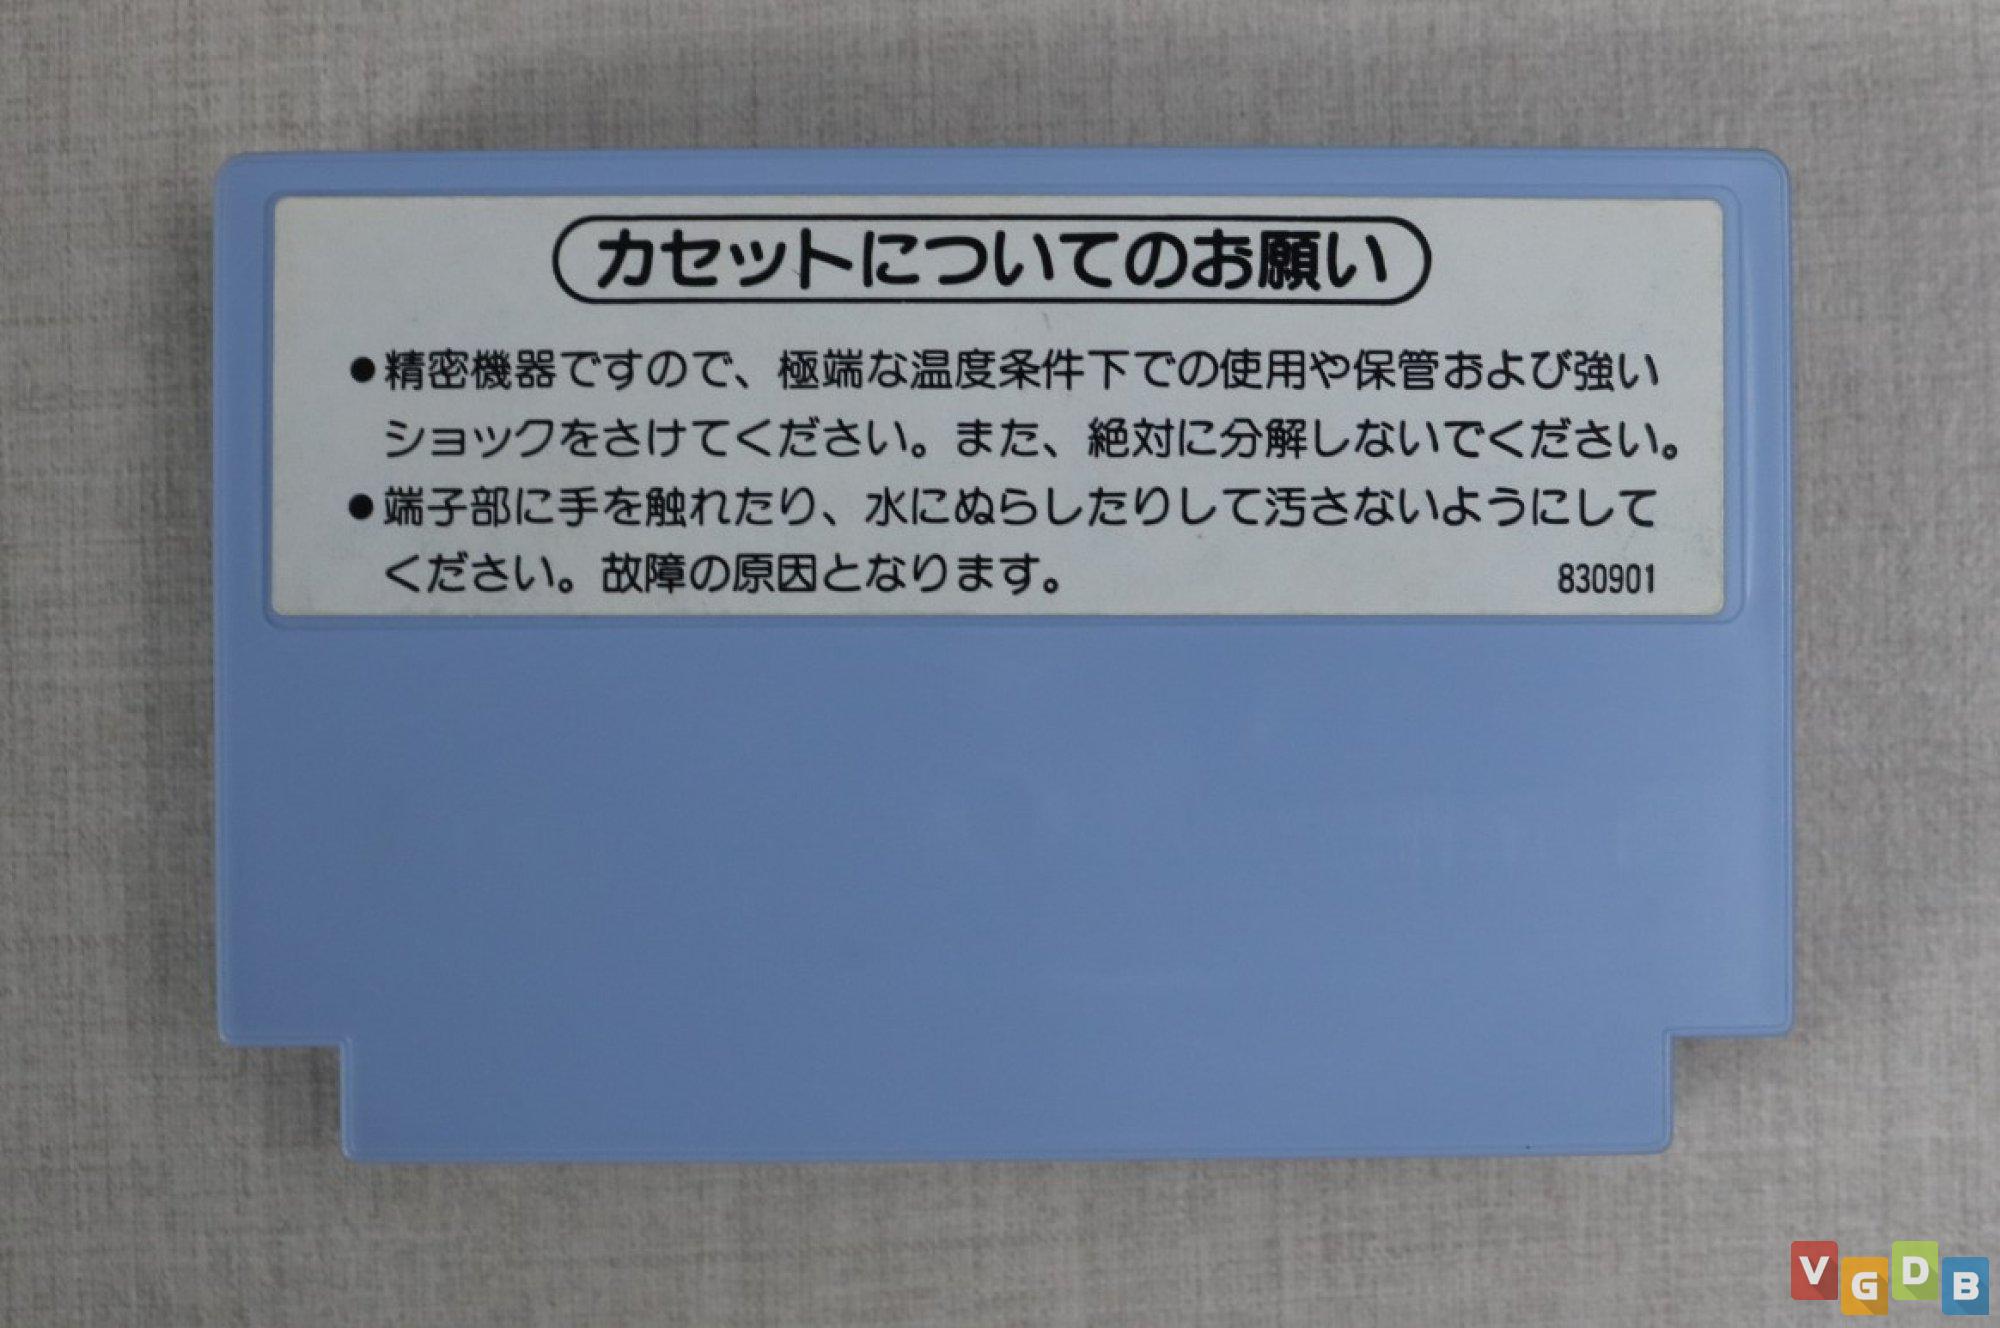 カセットについてのお願い
●精密機器ですので、極端な温度条件下での使用や保管および強い
ショックをさけてください。また、絶対に分解しないでください。
●端子部に手を触れたり、水にぬらしたりして汚さないようにして
ください。故障の原因となります。
830901
VGDB